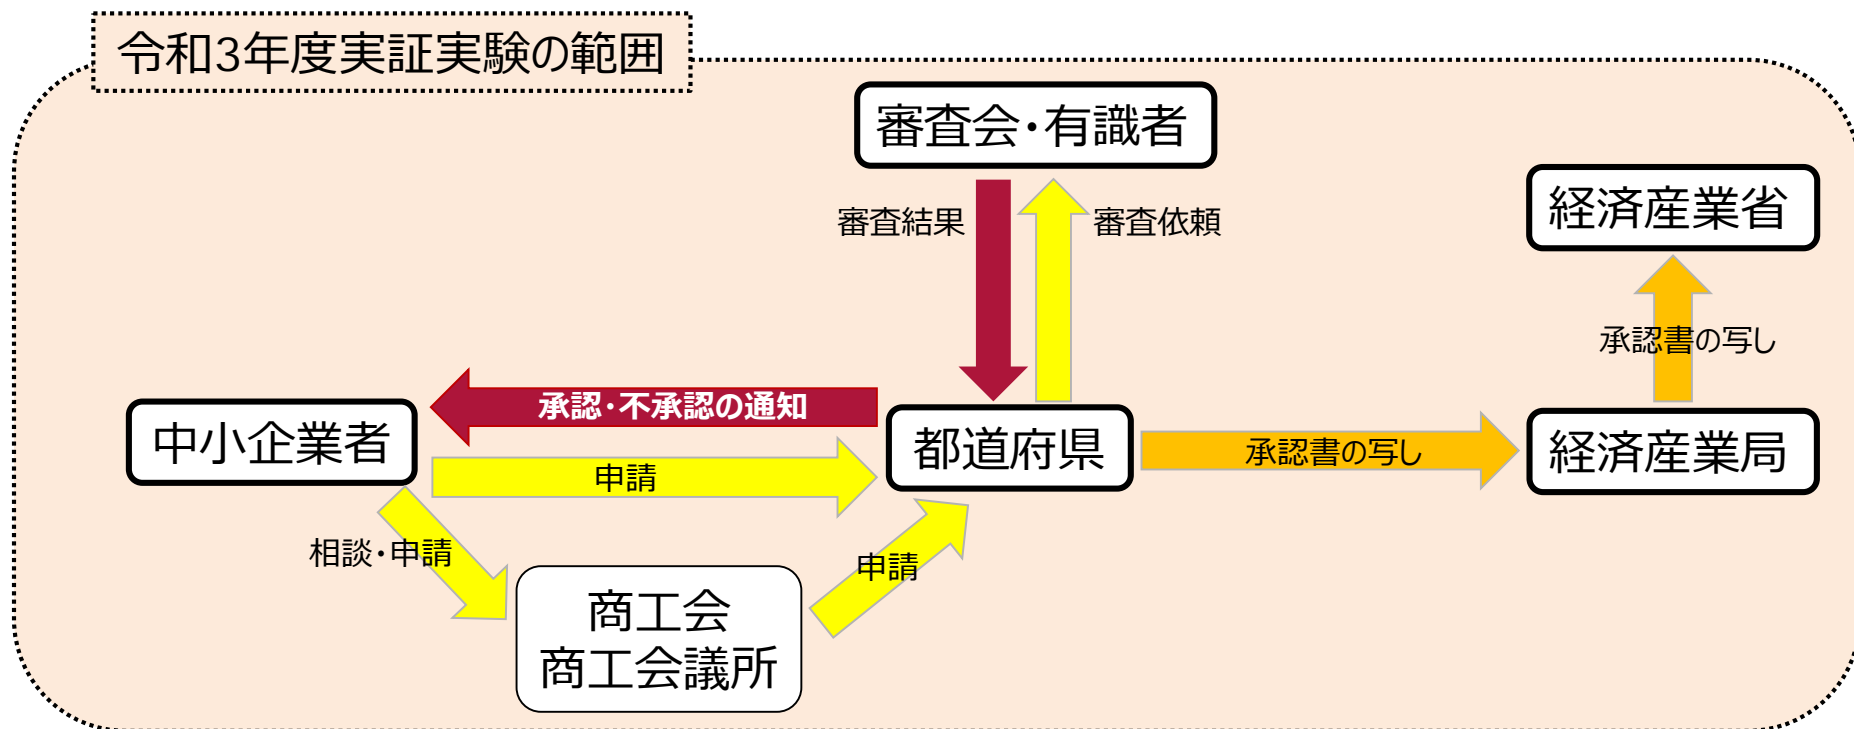 令和3年度実証実験の範囲
審査会・有識者
経済産業省
審査結果
審査依頼
承認書の写し
承認・不承認の通知
中小企業者
都道府県
承認書の写し
経済産業局
申請
相談・申請
申請
商工会
商工会議所